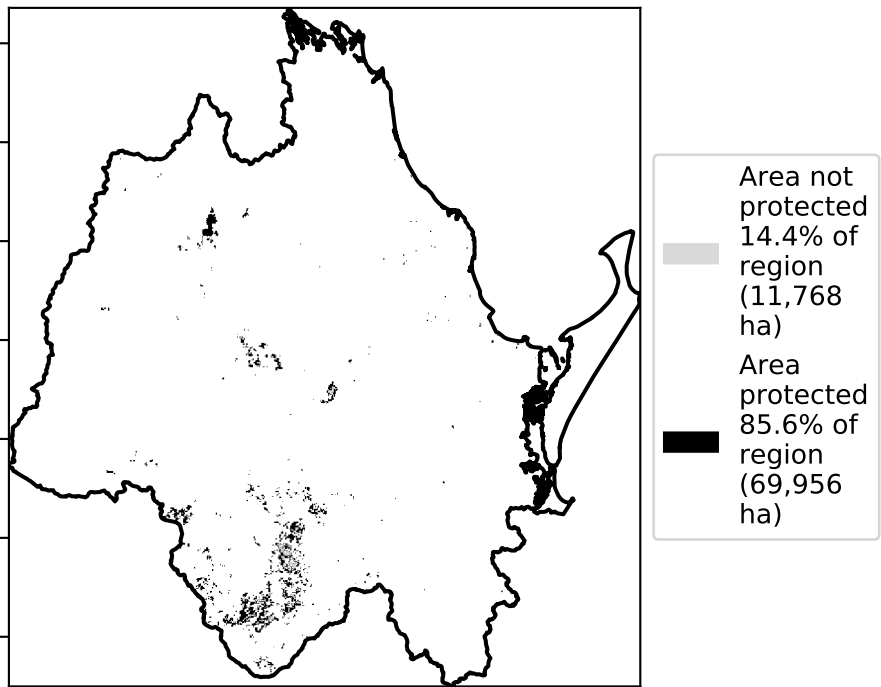 Area not
protected
14.4% of
region
(11,768
ha)
Area
protected
85.6% of
region
(69,956
ha)